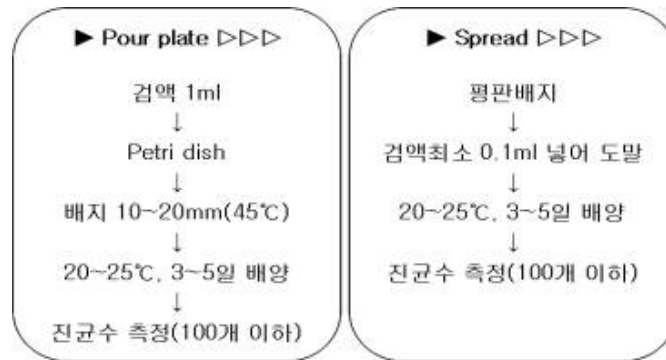 ▶ Pour plate ▷▷▷
검액 1ml
↓
Petri dish
↓
배지 10~20mm(45℃)
↓
20~25℃, 3~5일 배양
↓
진균수 측정(100개 이하)
▶ Spread ▷▷▷
평판배지
↓
검액최소 0.1ml 넣어 도말
↓
20~25℃, 3~5일 배양
↓
진균수 측정(100개 이하)